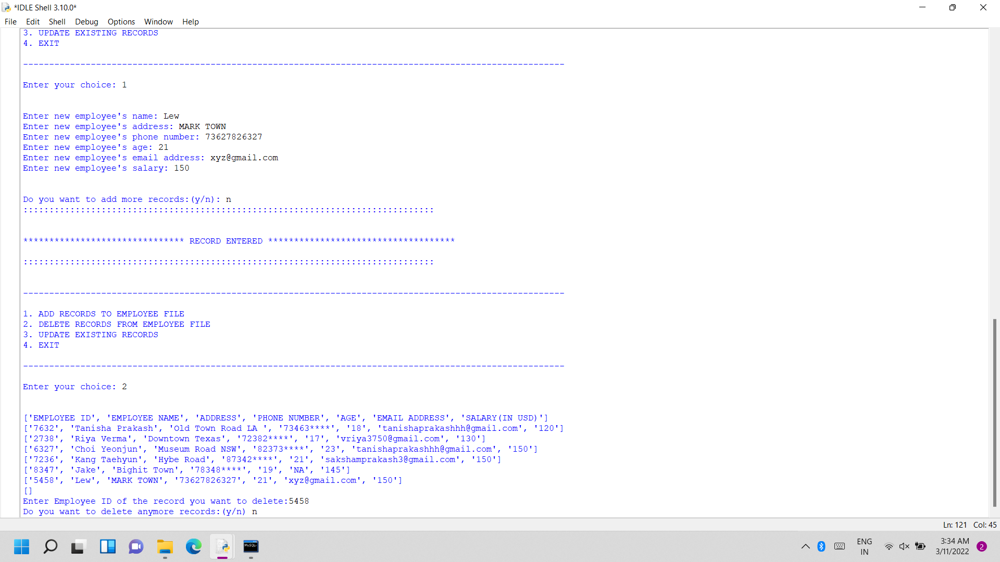 *IDLE Shell 3.10.0*
File Edit Shell Debug Options Window Help
3. UPDATE EXISTING RECORDS
4. EXIT
--------------------------------------------------------------------------------------------------------
Enter your choice: 1
Enter new employee's name: Lew
Enter new employee's address: MARK TOWN
Enter new employee's phone number: 73627826327
Enter new employee's age: 21
Enter new employee's email address: xyz@gmail.com
Enter new employee's salary: 150
Do you want to add more records:(y/n): n
:::::::::::::::::::::::::::::::::::::::::::::::::::::::::::::::::::::::::::::::
******************************* RECORD ENTERED ************************************
:::::::::::::::::::::::::::::::::::::::::::::::::::::::::::::::::::::::::::::::
--------------------------------------------------------------------------------------------------------
1. ADD RECORDS TO EMPLOYEE FILE
2. DELETE RECORDS FROM EMPLOYEE FILE
3. UPDATE EXISTING RECORDS
4. EXIT
--------------------------------------------------------------------------------------------------------
Enter your choice: 2
['EMPLOYEE ID', 'EMPLOYEE NAME', 'ADDRESS', 'PHONE NUMBER', 'AGE', 'EMAIL ADDRESS', 'SALARY(IN USD)']
['7632', 'Tanisha Prakash', 'Old Town Road LA ', '73463****', '18', 'tanishaprakashhh@gmail.com', '120']
['2738', 'Riya Verma', 'Downtown Texas', '72382****', '17', 'vriya3750@gmail.com', '130']
['6327', 'Choi Yeonjun', 'Museum Road NSW', '82373****', '23', 'tanishaprakashhh@gmail.com', '150']
['7236', 'Kang Taehyun', 'Hybe Road', '87342****', '21', 'sakshamprakash3@gmail.com', '150']
['8347', 'Jake', 'Bighit Town', '78348****', '19', 'NA', '145']
['5458', 'Lew', 'MARK TOWN', '73627826327', '21', 'xyz@gmail.com', '150']
[]
Enter Employee ID of the record you want to delete:5458
Do you want to delete anymore records:(y/n) n
Ln: 121 Col: 45
MySQL
ENG
IN
3:34 AM
3/11/2022
2